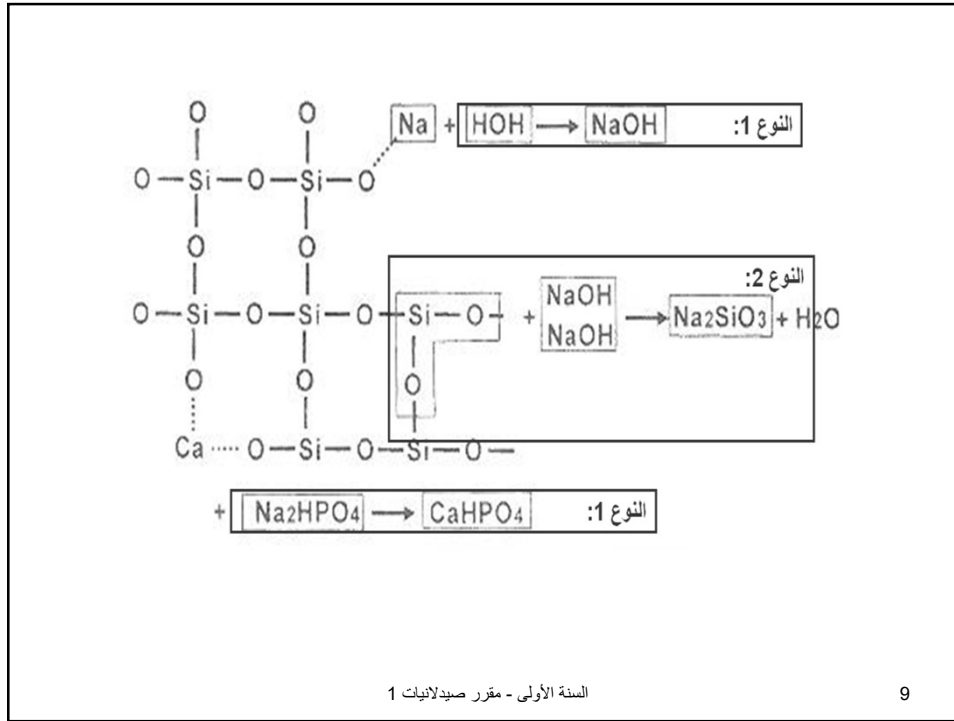 O O Na + HOH → NaOH النوع 1:
O — Si — O — Si — O
O O النوع 2:
O — Si — O — Si — O — Si — O — + NaOH NaOH → Na2SiO3 + H2O
O O O
Ca ····· O — Si — O — Si — O —
+ Na2HPO4 → CaHPO4 النوع 1:
السنة الأولى - مقرر صيدلانيات 1
9